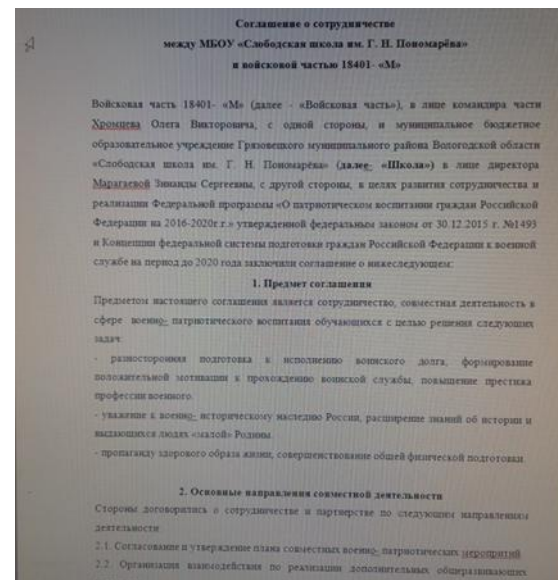 Соглашение о сотрудничестве
между МБОУ «Слободская школа им. Г. Н. Пономарёва»
и войсковой частью 18401- «М»
Войсковая часть 18401- «М» (далее - «Войсковая часть»), в лице командира части
Хромцева Олега Викторовича, с одной стороны, и муниципальное бюджетное
образовательное учреждение Грязовецкого муниципального района Вологодской области
«Слободская школа им. Г. Н. Пономарёва» (далее- «Школа») в лице директора
Марагаевой Зинаиды Сергеевны, с другой стороны, в целях развития сотрудничества и
реализации Федеральной программы «О патриотическом воспитании граждан Российской
Федерации на 2016-2020г.г.» утвержденной федеральным законом от 30.12.2015 г. №1493
и Концепции федеральной системы подготовки граждан Российской Федерации к военной
службе на период до 2020 года заключили соглашение о нижеследующем:
1. Предмет соглашения
Предметом настоящего соглашения является сотрудничество, совместная деятельность в
сфере военно- патриотического воспитания обучающихся с целью решения следующих
задач:
- разносторонняя подготовка к исполнению воинского долга, формирование
положительной мотивации к прохождению воинской службы, повышение престижа
профессии военного.
- уважение к военно- историческому наследию России, расширение знаний об истории и
выдающихся людях «малой» Родины.
- пропаганду здорового образа жизни, совершенствование общей физической подготовки.
2. Основные направления совместной деятельности
Стороны договорились о сотрудничестве и партнерстве по следующим направлениям
деятельности
2.1. Согласование и утверждение плана совместных военно- патриотических мероприятий
2.2. Организация взаимодействия по реализации дополнительных общеразвивающих